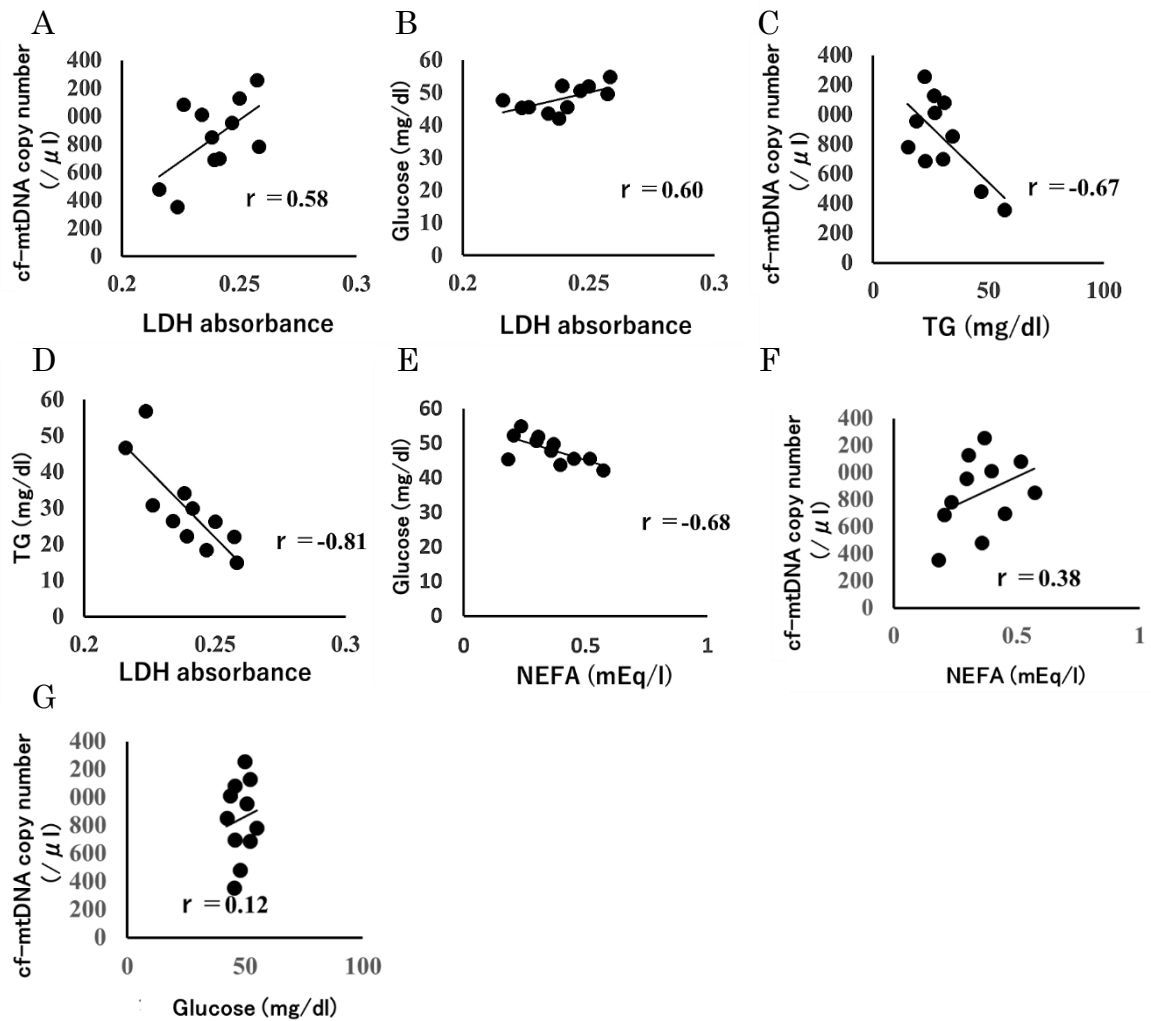 A
cf-mtDNA copy number
(/μl)
400
200
000
800
600
400
200
0
r =0.58
0.2 0.25 0.3
LDH absorbance
B
Glucose (mg/dl)
60
50
40
30
20
10
0
r =0.60
0.2 0.25 0.3
LDH absorbance
C
cf-mtDNA copy number
(/μl)
400
200
000
800
600
400
200
0
r =-0.67
0 50 100
TG (mg/dl)
D
TG (mg/dl)
60
50
40
30
20
10
0
r =-0.81
0.2 0.25 0.3
LDH absorbance
E
Glucose (mg/dl)
60
50
40
30
20
10
0
r =-0.68
0 0.5 1
NEFA (mEq/l)
F
cf-mtDNA copy number
(/μl)
400
200
000
800
600
400
200
0
r =0.38
0 0.5 1
NEFA (mEq/l)
G
cf-mtDNA copy number
(/μl)
400
200
000
800
600
400
200
0
r =0.12
0 50 100
Glucose (mg/dl)